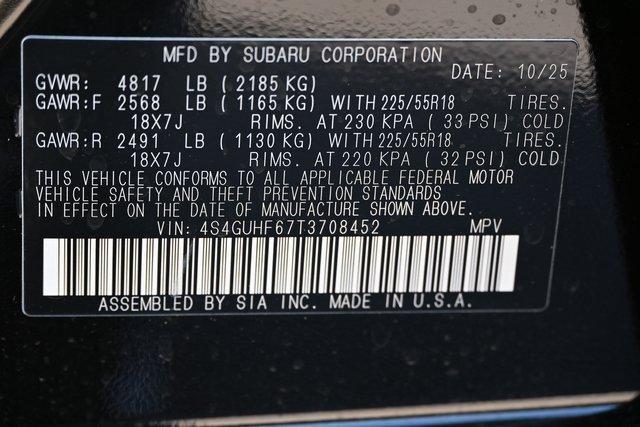 MFD BY SUBARU CORPORATION
DATE: 10/25
GVWR: 4817 LB (2185 KG)
GAWR:F 2568 LB (1165 KG) WITH 225/55R18 TIRES.
18X7J RIMS. AT 230 KPA (33 PSI) COLD
GAWR:R 2491 LB (1130 KG) WITH 225/55R18 TIRES.
18X7J RIMS. AT 220 KPA (32 PSI) COLD
THIS VEHICLE CONFORMS TO ALL APPLICABLE FEDERAL MOTOR
VEHICLE SAFETY AND THEFT PREVENTION STANDARDS
IN EFFECT ON THE DATE OF MANUFACTURE SHOWN ABOVE.
VIN: 4S4GUHF67T3708452 MPV
ASSEMBLED BY SIA INC. MADE IN U.S.A.